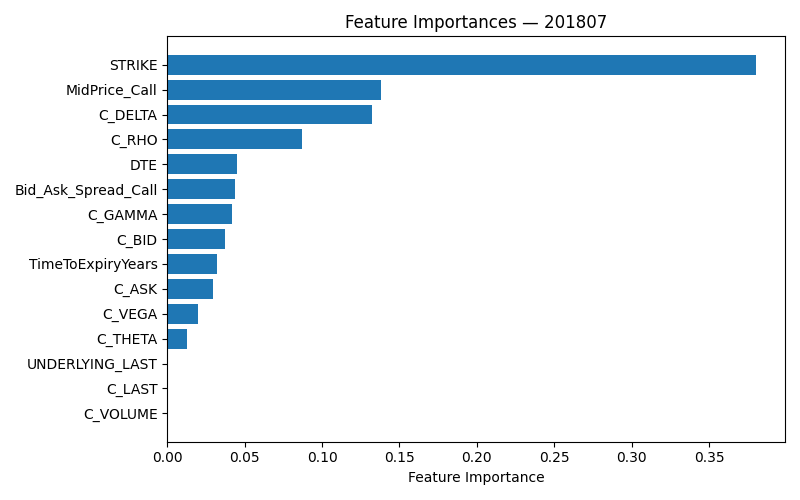 Feature Importances — 201807
STRIKE
MidPrice_Call
C_DELTA
C_RHO
DTE
Bid_Ask_Spread_Call
C_GAMMA
C_BID
TimeToExpiryYears
C_ASK
C_VEGA
C_THETA
UNDERLYING_LAST
C_LAST
C_VOLUME
0.00 0.05 0.10 0.15 0.20 0.25 0.30 0.35
Feature Importance